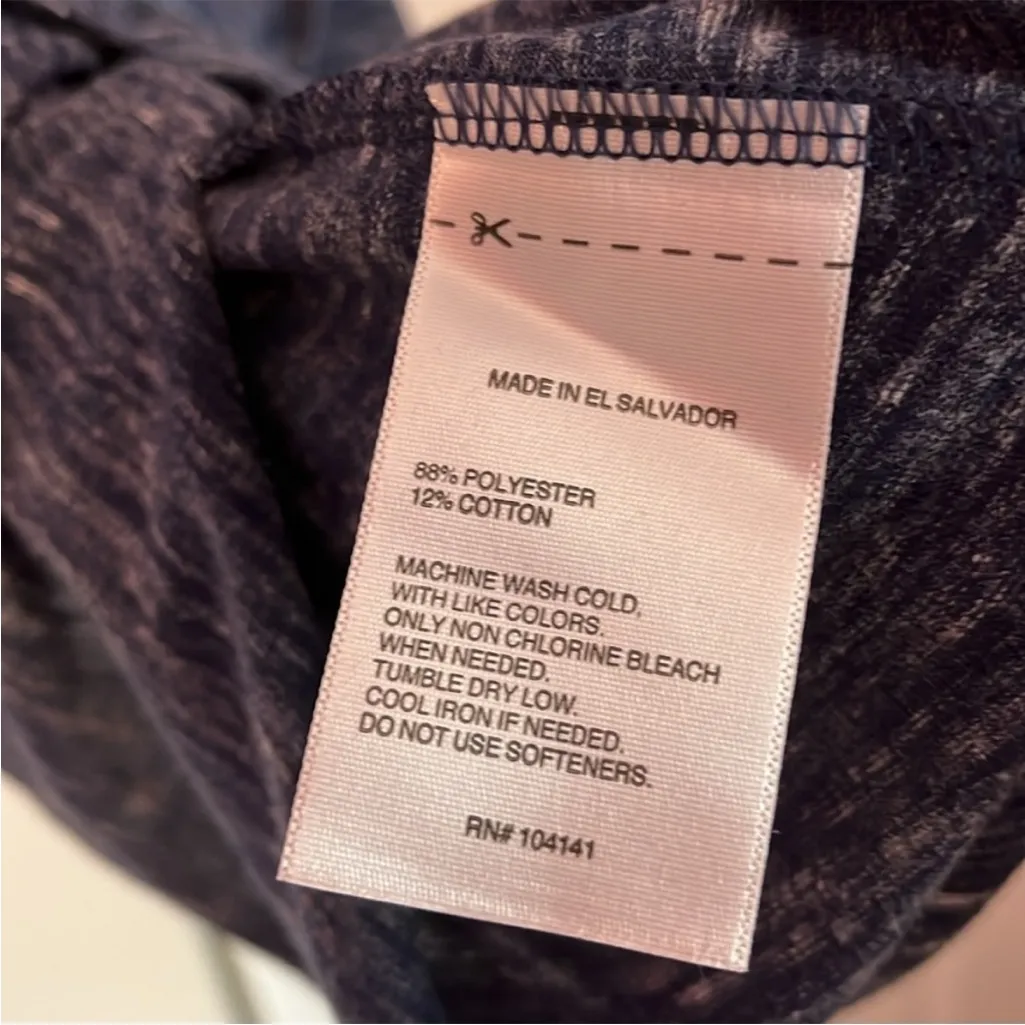 MADE IN EL SALVADOR
88% POLYESTER
12% COTTON
MACHINE WASH COLD,
WITH LIKE COLORS.
ONLY NON CHLORINE BLEACH
WHEN NEEDED.
TUMBLE DRY LOW.
COOL IRON IF NEEDED.
DO NOT USE SOFTENERS.
RN# 104141